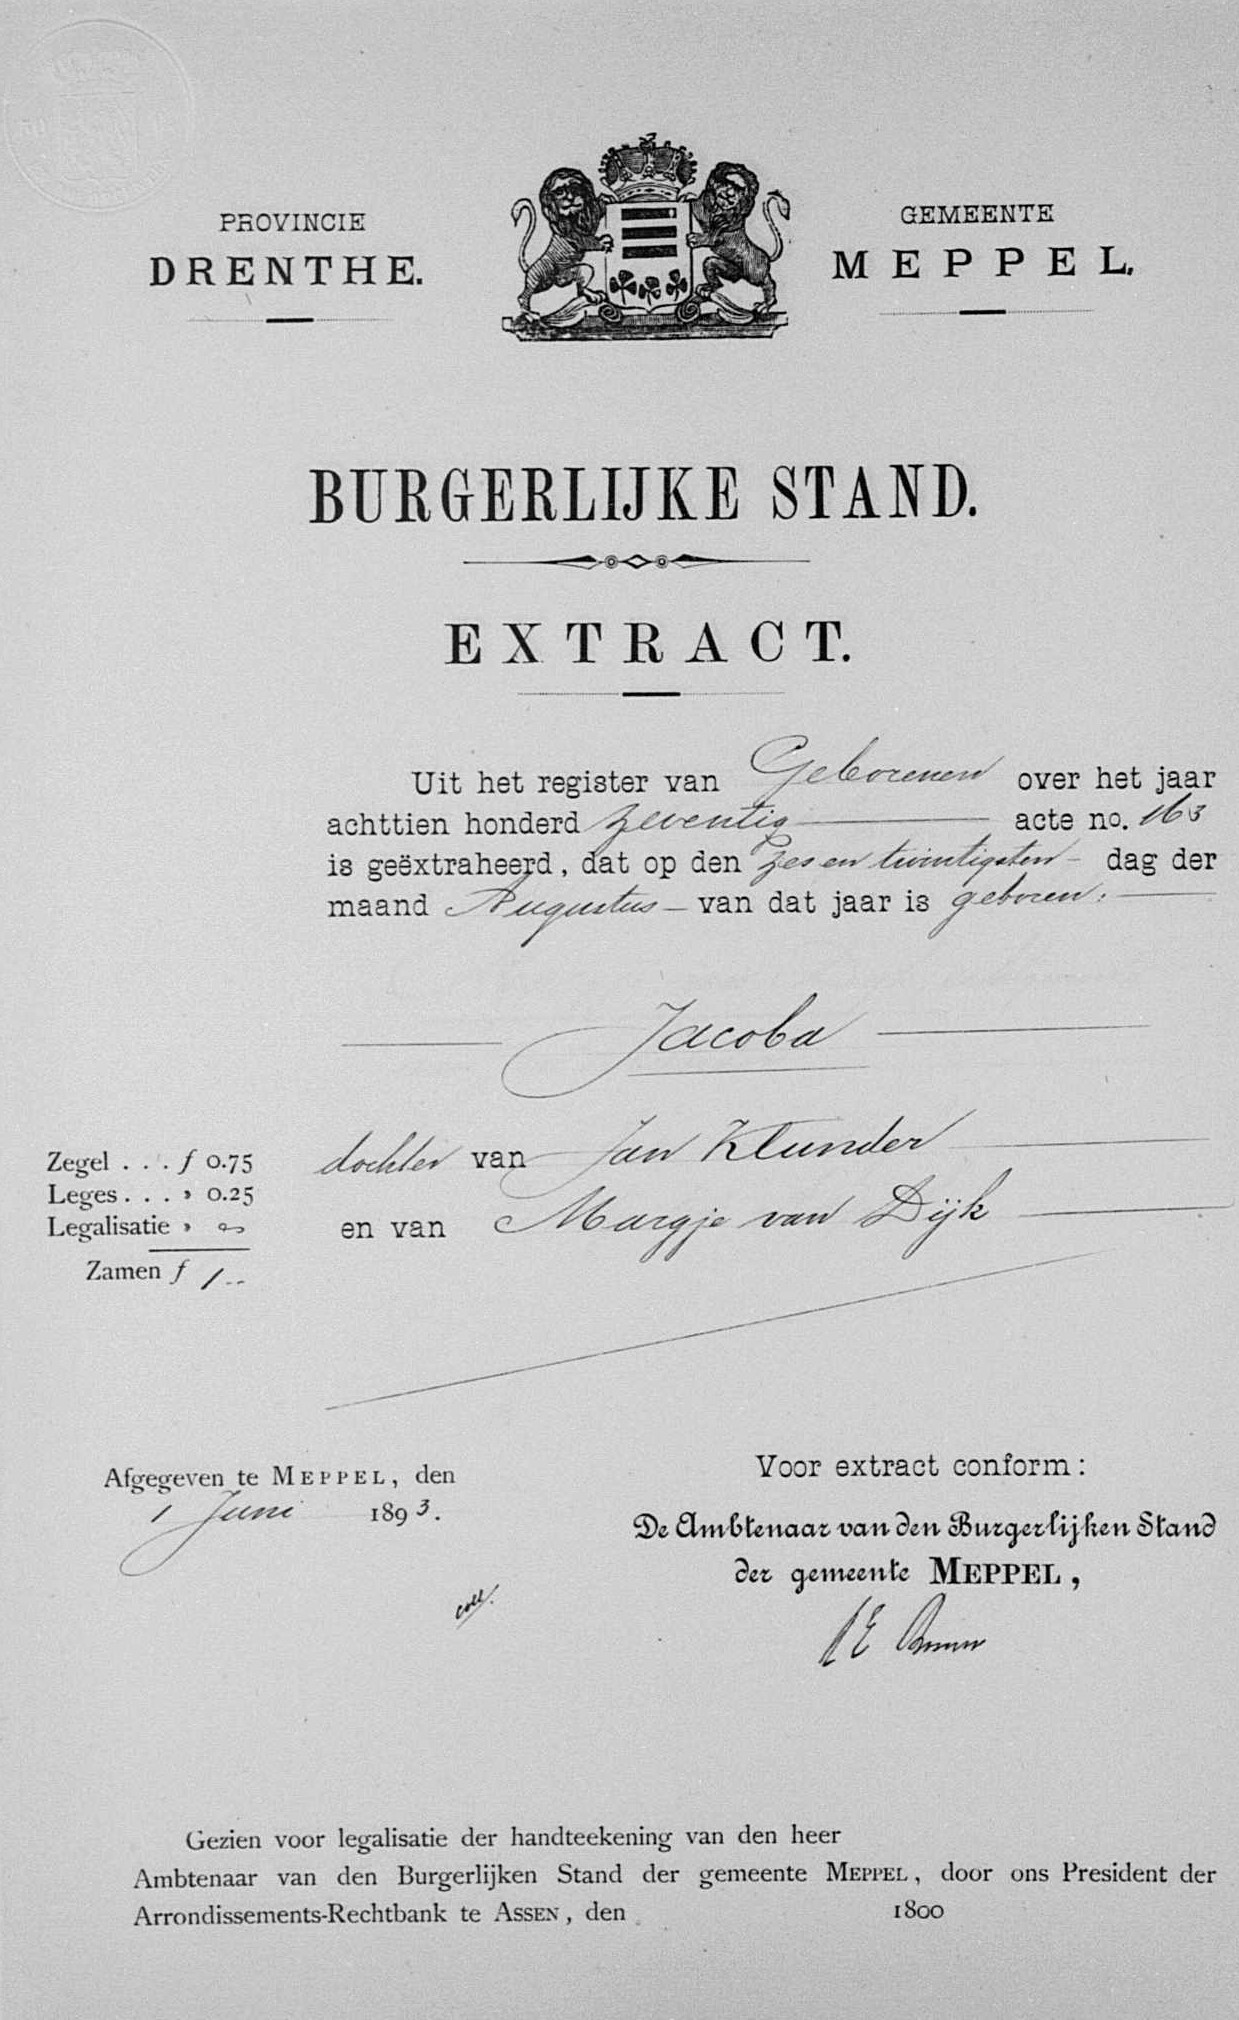 PROVINCIE
DRENTHE.
GEMEENTE
MEPPEL.
BURGERLIJKE STAND.
EXTRACT.
Uit het register van Geborenen over het jaar
achttien honderd zeventig acte no. 163
is geëxtraheerd, dat op den zes en twintigsten dag der
maand Augustus van dat jaar is geboren:
Jacoba
Zegel . . . f 0.75
Leges . . . " 0.25
Legalisatie "
Zamen f 1.--
dochter van Jan Klunder
en van Margje van Dijk
Afgegeven te MEPPEL, den
1 Juni 1893.
coll.
Voor extract conform:
De Ambtenaar van den Burgerlijken Stand
der gemeente MEPPEL,
Gezien voor legalisatie der handteekening van den heer
Ambtenaar van den Burgerlijken Stand der gemeente MEPPEL, door ons President der
Arrondissements-Rechtbank te ASSEN, den 1800